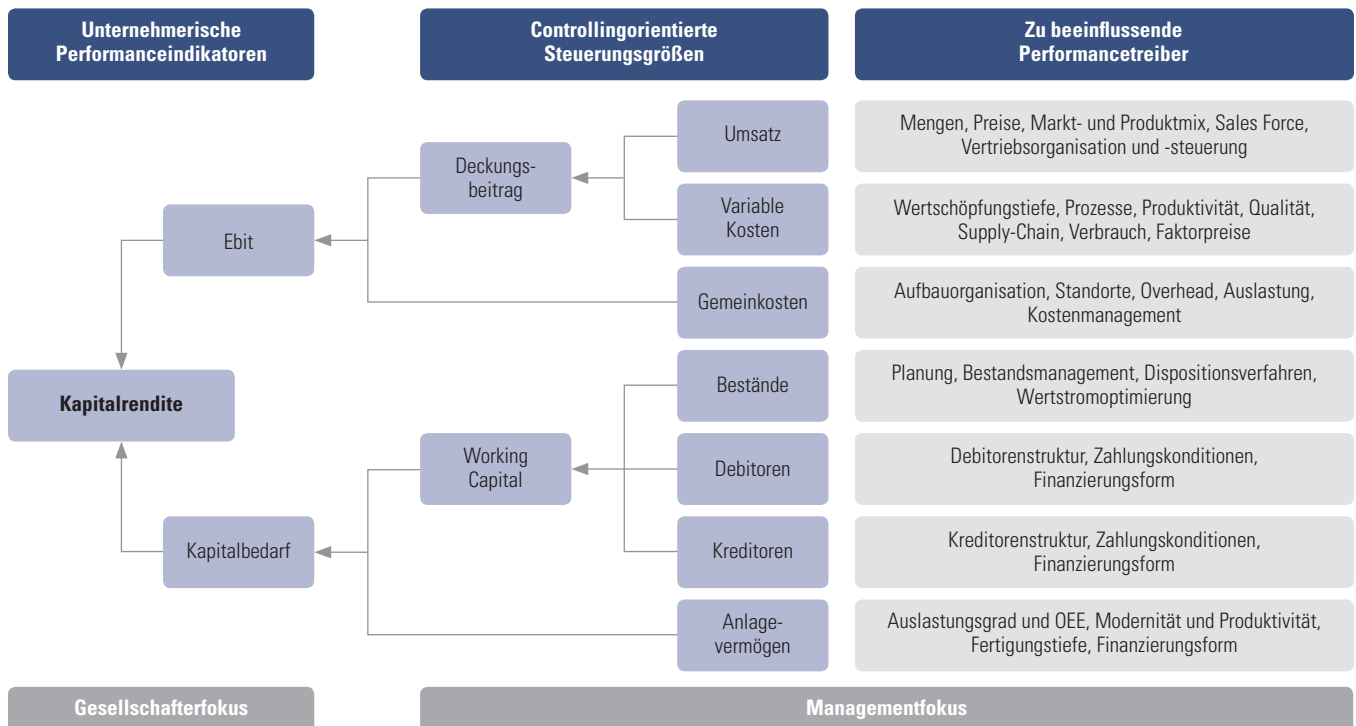 Unternehmerische
Performanceindikatoren
Controllingorientierte
Steuerungsgrößen
Zu beeinflussende
Performancetreiber
Umsatz
Mengen, Preise, Markt- und Produktmix, Sales Force,
Vertriebsorganisation und -steuerung
Deckungs-
beitrag
Variable
Kosten
Wertschöpfungstiefe, Prozesse, Produktivität, Qualität,
Supply-Chain, Verbrauch, Faktorpreise
Ebit
Gemeinkosten
Aufbauorganisation, Standorte, Overhead, Auslastung,
Kostenmanagement
Kapitalrendite
Bestände
Planung, Bestandsmanagement, Dispositionsverfahren,
Wertstromoptimierung
Working
Capital
Debitoren
Debitorenstruktur, Zahlungskonditionen,
Finanzierungsform
Kapitalbedarf
Kreditoren
Kreditorenstruktur, Zahlungskonditionen,
Finanzierungsform
Anlage-
vermögen
Auslastungsgrad und OEE, Modernität und Produktivität,
Fertigungstiefe, Finanzierungsform
Gesellschafterfokus
Managementfokus